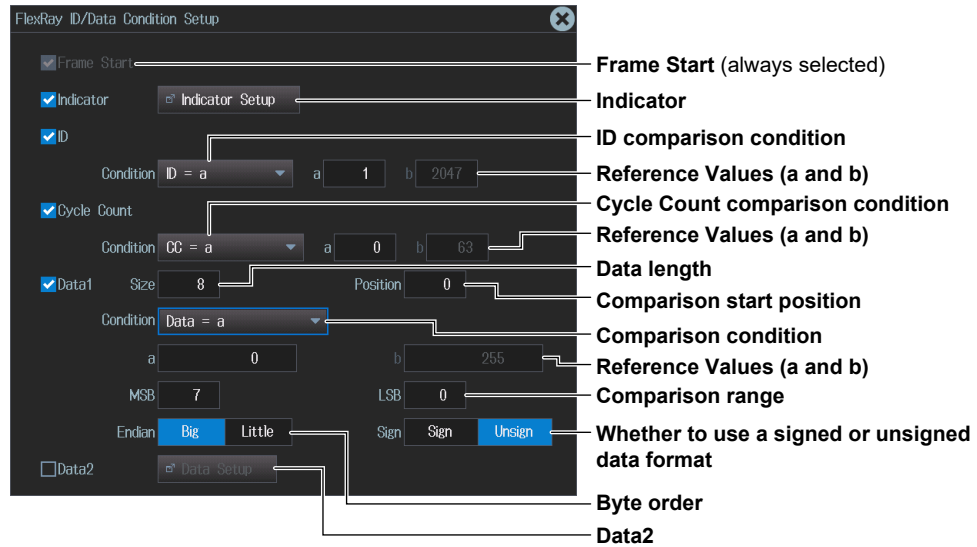 FlexRay ID/Data Condition Setup
Frame Start
Frame Start (always selected)
Indicator
Indicator Setup
Indicator
ID
ID comparison condition
Condition ID = a a 1 b 2047
Reference Values (a and b)
Cycle Count
Cycle Count comparison condition
Condition CC = a a 0 b 63
Reference Values (a and b)
Data length
Data1 Size 8 Position 0
Comparison start position
Condition Data = a
Comparison condition
a 0 b 255
Reference Values (a and b)
MSB 7 LSB 0
Comparison range
Endian Big Little Sign Sign Unsign
Whether to use a signed or unsigned
data format
Data2 Data Setup
Byte order
Data2